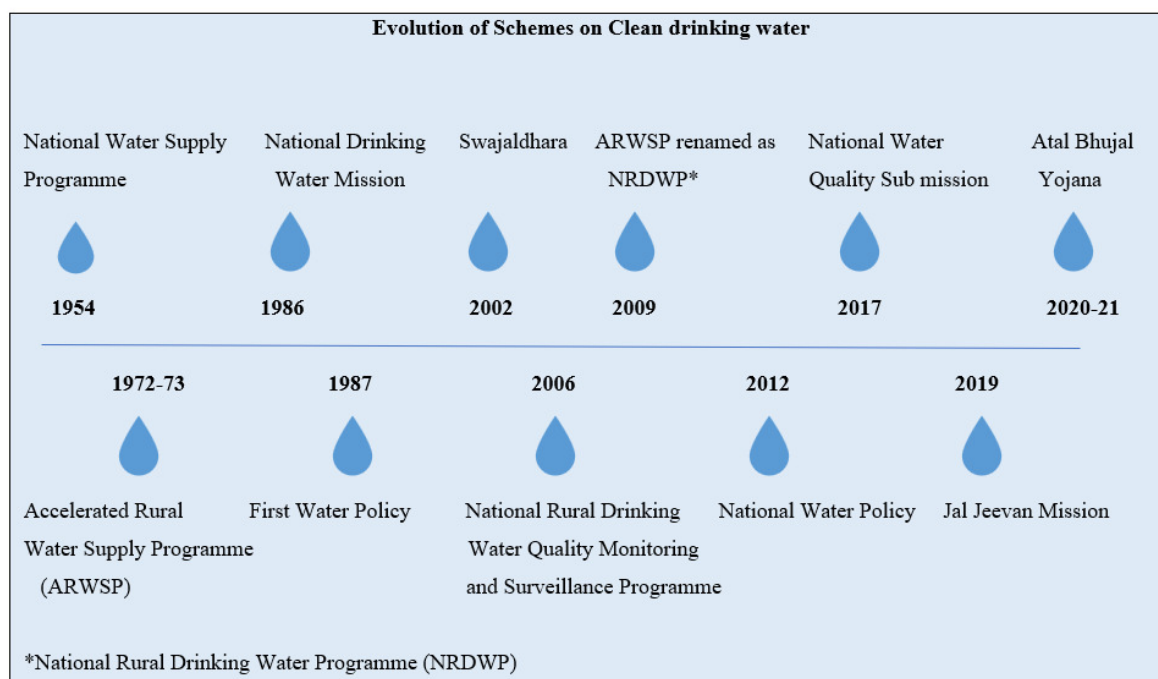 Evolution of Schemes on Clean drinking water
National Water Supply
Programme
National Drinking
Water Mission
Swajaldhara
ARWSP renamed as
NRDWP*
National Water
Quality Sub mission
Atal Bhujal
Yojana
1954
1986
2002
2009
2017
2020-21
1972-73
1987
2006
2012
2019
Accelerated Rural
Water Supply Programme
(ARWSP)
First Water Policy
National Rural Drinking
Water Quality Monitoring
and Surveillance Programme
National Water Policy
Jal Jeevan Mission
*National Rural Drinking Water Programme (NRDWP)